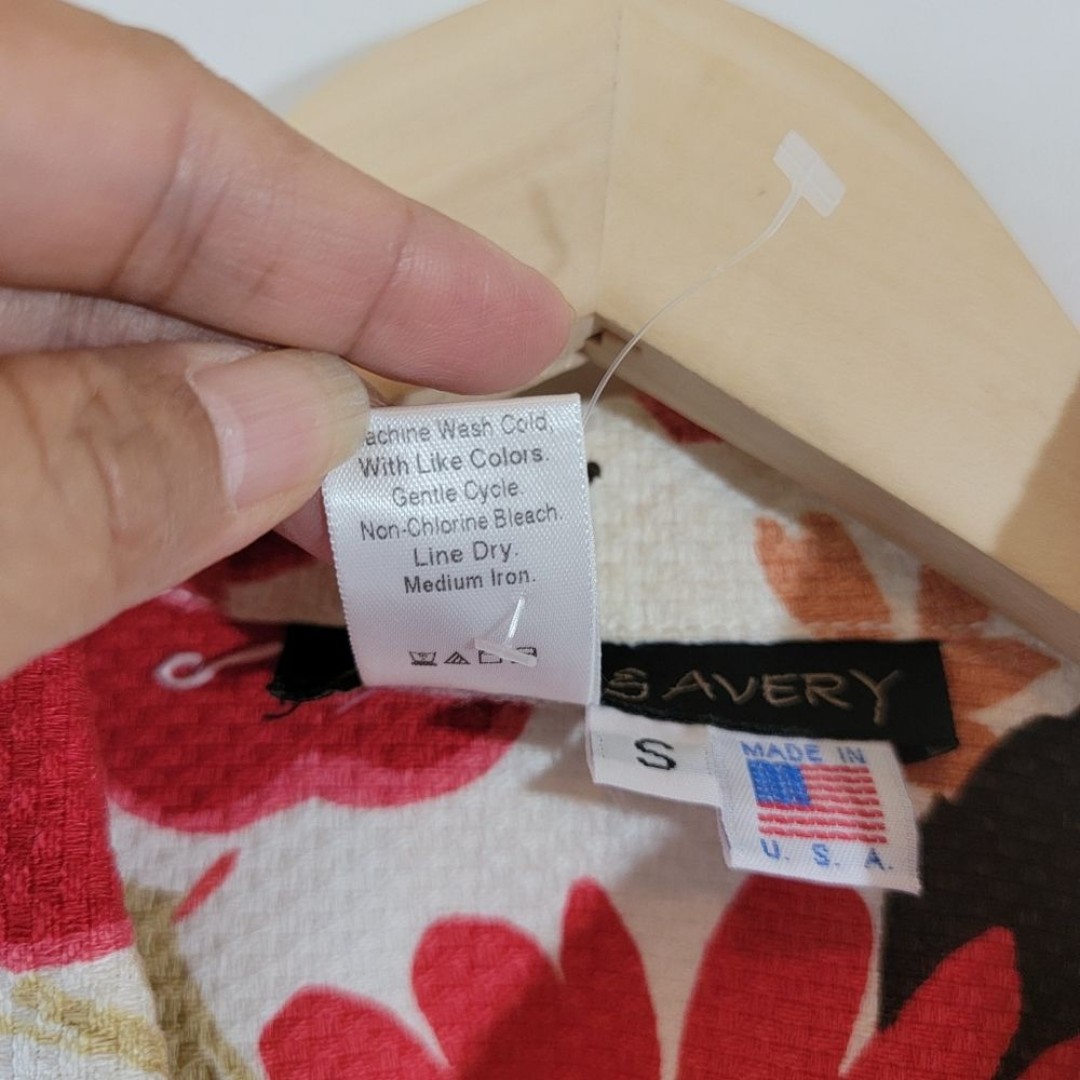 achine Wash Cold,
With Like Colors.
Gentle Cycle.
Non-Chlorine Bleach.
Line Dry.
Medium Iron.
S AVERY
S
MADE IN
U. S. A.